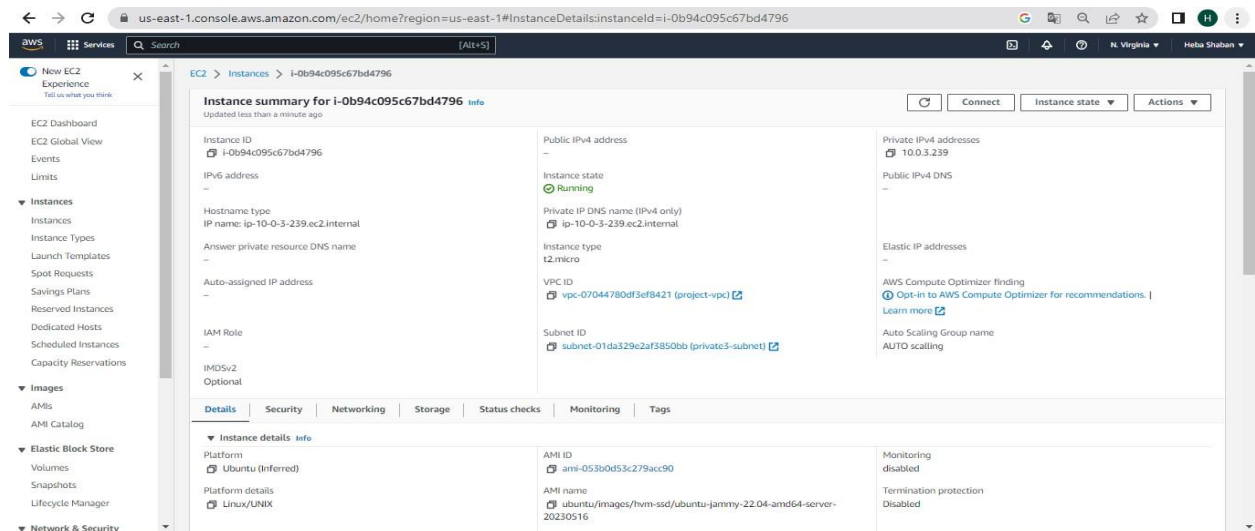 us-east-1.console.aws.amazon.com/ec2/home?region=us-east-1#InstanceDetails:instanceId=i-0b94c095c67bd4796
G
H
aws
Services
Search
[Alt+S]
N. Virginia
Heba Shaban
New EC2
Experience
Tell us what you think
EC2 Dashboard
EC2 Global View
Events
Limits
Instances
Instances
Instance Types
Launch Templates
Spot Requests
Savings Plans
Reserved Instances
Dedicated Hosts
Scheduled Instances
Capacity Reservations
Images
AMIs
AMI Catalog
Elastic Block Store
Volumes
Snapshots
Lifecycle Manager
Network & Security
EC2 > Instances > i-0b94c095c67bd4796
Instance summary for i-0b94c095c67bd4796 Info
Updated less than a minute ago
Connect
Instance state
Actions
Instance ID
i-0b94c095c67bd4796
Public IPv4 address
–
Private IPv4 addresses
10.0.3.239
IPv6 address
–
Instance state
Running
Public IPv4 DNS
–
Hostname type
IP name: ip-10-0-3-239.ec2.internal
Private IP DNS name (IPv4 only)
ip-10-0-3-239.ec2.internal
Answer private resource DNS name
–
Instance type
t2.micro
Elastic IP addresses
–
Auto-assigned IP address
–
VPC ID
vpc-07044780df3ef8421 (project-vpc)
AWS Compute Optimizer finding
Opt-in to AWS Compute Optimizer for recommendations. |
Learn more
IAM Role
–
Subnet ID
subnet-01da329e2af3850bb (private3-subnet)
Auto Scaling Group name
AUTO scalling
IMDSv2
Optional
Details
Security
Networking
Storage
Status checks
Monitoring
Tags
Instance details Info
Platform
Ubuntu (Inferred)
AMI ID
ami-053b0d53c279acc90
Monitoring
disabled
Platform details
Linux/UNIX
AMI name
ubuntu/images/hvm-ssd/ubuntu-jammy-22.04-amd64-server-
20230516
Termination protection
Disabled